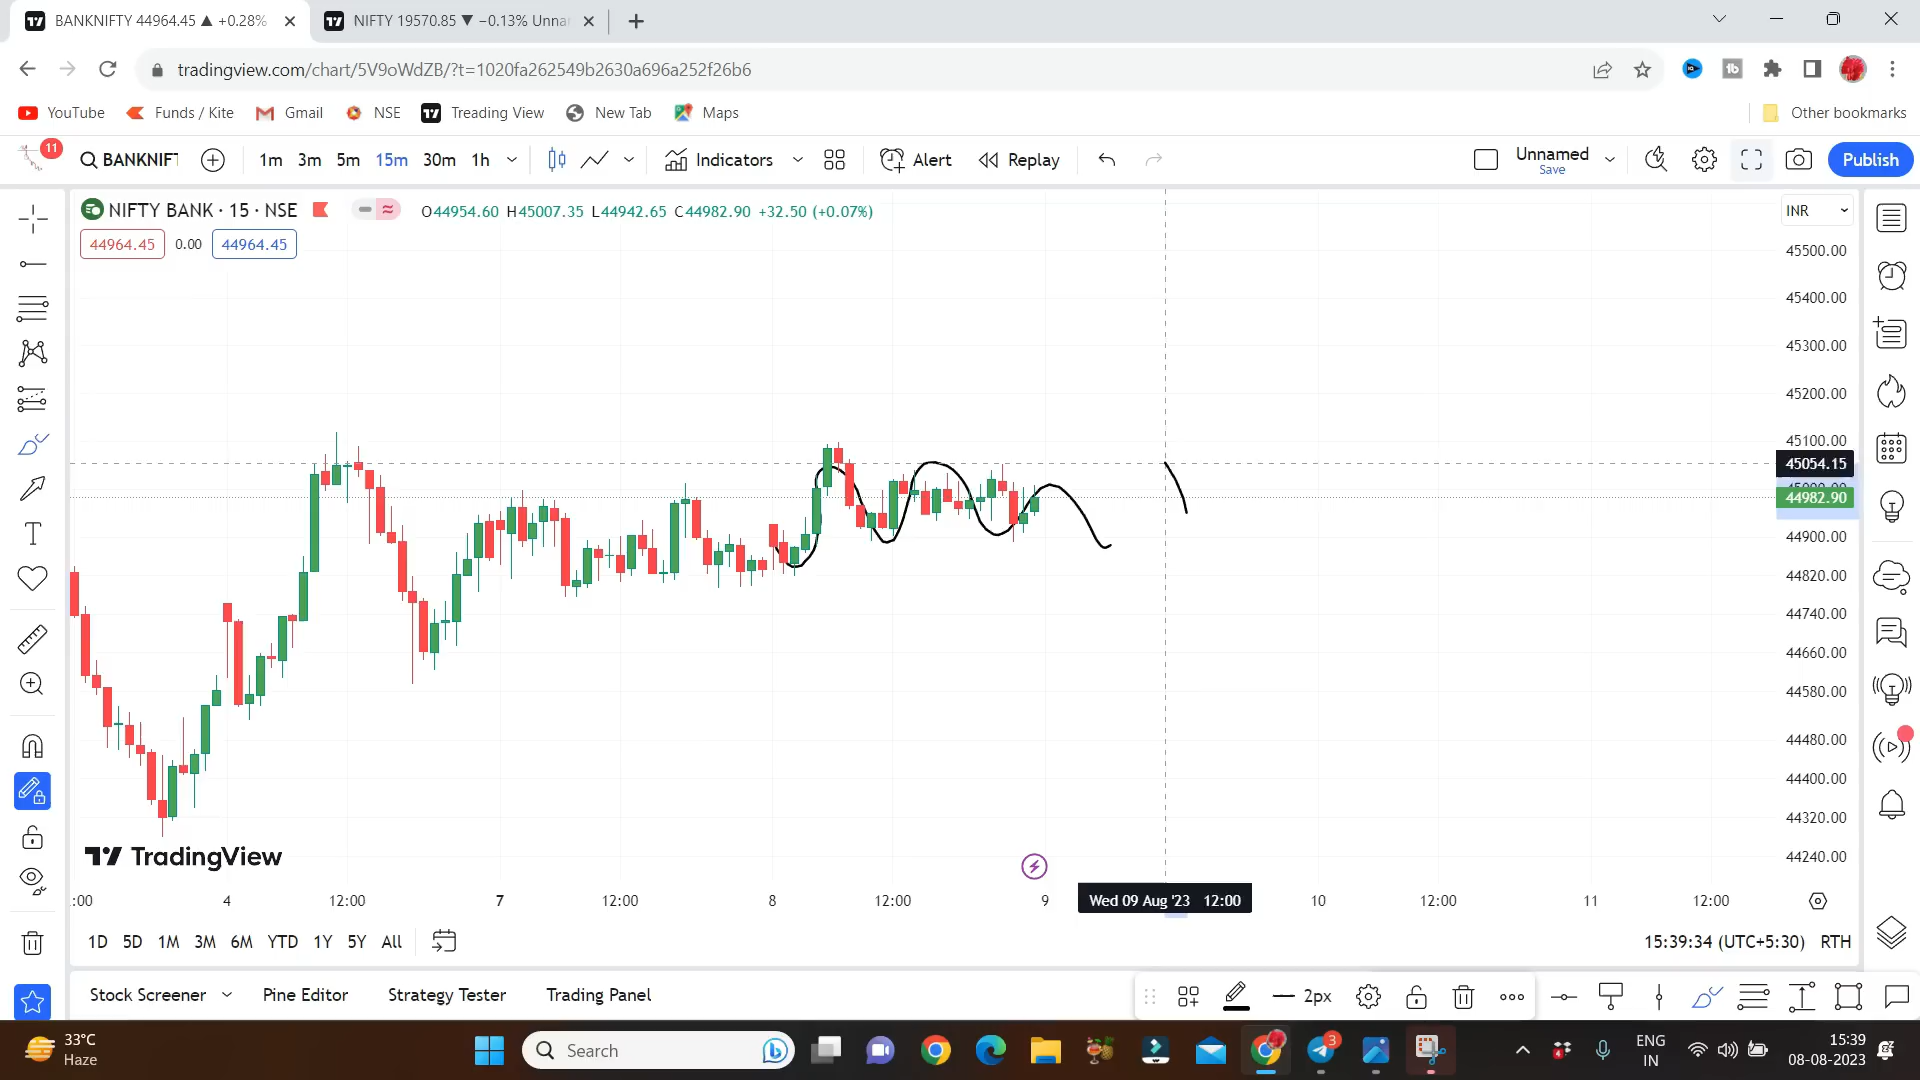 BANKNIFTY 44964.45 ▲ +0.28%
NIFTY 19570.85 ▼ −0.13% Unna
tradingview.com/chart/5V9oWdZB/?t=1020fa262549b2630a696a252f26b6
YouTube Funds / Kite Gmail NSE Treading View New Tab Maps Other bookmarks
11 BANKNIFT 1m 3m 5m 15m 30m 1h Indicators Alert Replay Unnamed Publish
Save
NIFTY BANK · 15 · NSE O44954.60 H45007.35 L44942.65 C44982.90 +32.50 (+0.07%) INR
44964.45 0.00 44964.45
45500.00
45400.00
45300.00
45200.00
45100.00
45054.15
44982.90
44900.00
44820.00
44740.00
44660.00
44580.00
44480.00
44400.00
44320.00
44240.00
TradingView
:00 4 12:00 7 12:00 8 12:00 9 Wed 09 Aug '23 12:00 10 12:00 11 12:00
1D 5D 1M 3M 6M YTD 1Y 5Y All 15:39:34 (UTC+5:30) RTH
Stock Screener Pine Editor Strategy Tester Trading Panel 2px
33°C
Haze
Search
3
4
ENG
IN
15:39
08-08-2023